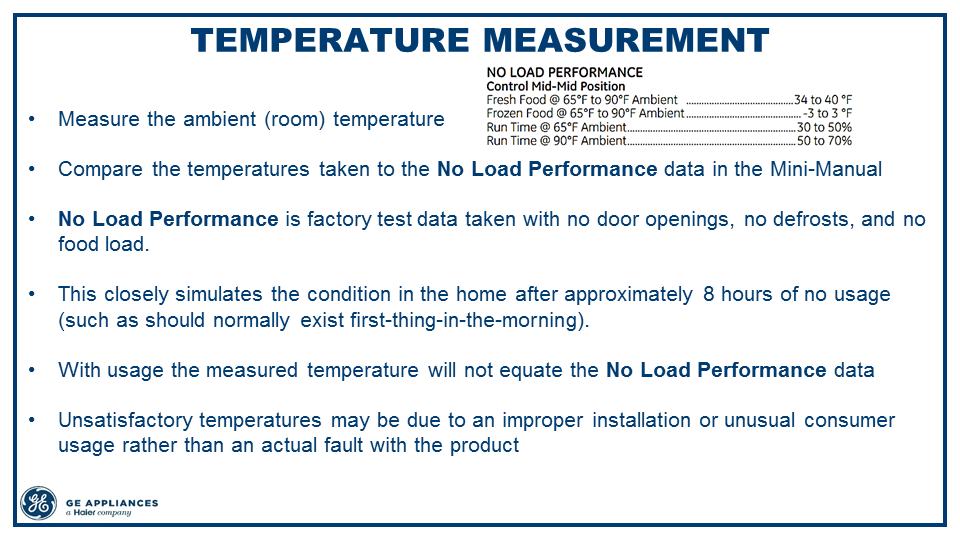 TEMPERATURE MEASUREMENT
NO LOAD PERFORMANCE
Control Mid-Mid Position
Fresh Food @ 65°F to 90°F Ambient ........................................34 to 40 °F
Frozen Food @ 65°F to 90°F Ambient........................................-3 to 3 °F
Run Time @ 65°F Ambient........................................30 to 50%
Run Time @ 90°F Ambient........................................50 to 70%
• Measure the ambient (room) temperature
• Compare the temperatures taken to the No Load Performance data in the Mini-Manual
• No Load Performance is factory test data taken with no door openings, no defrosts, and no
food load.
• This closely simulates the condition in the home after approximately 8 hours of no usage
(such as should normally exist first-thing-in-the-morning).
• With usage the measured temperature will not equate the No Load Performance data
• Unsatisfactory temperatures may be due to an improper installation or unusual consumer
usage rather than an actual fault with the product
GE
GE APPLIANCES
a Haier company